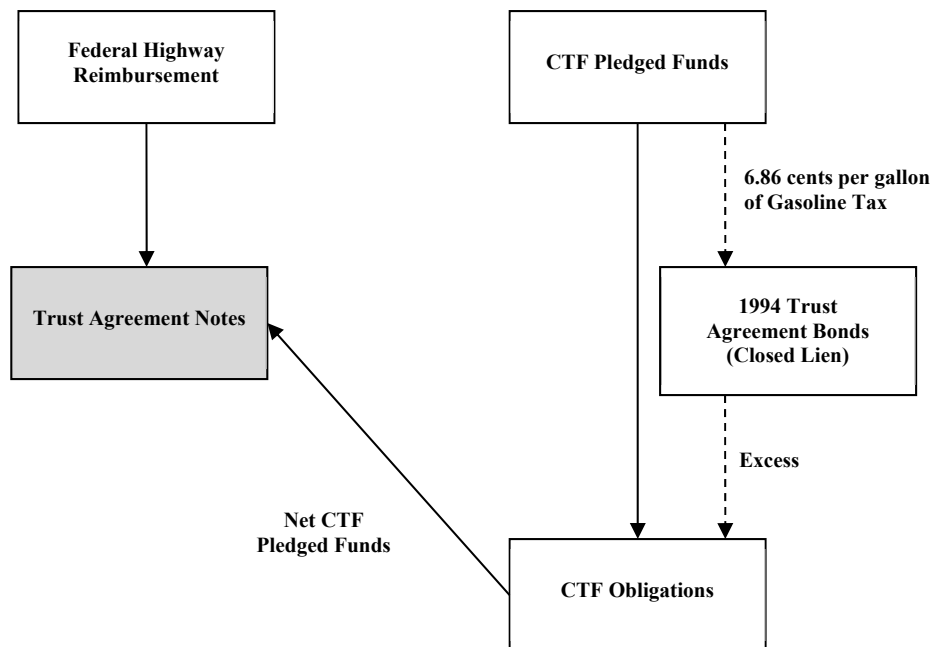 Federal Highway
Reimbursement
CTF Pledged Funds
6.86 cents per gallon
of Gasoline Tax
Trust Agreement Notes
1994 Trust
Agreement Bonds
(Closed Lien)
Excess
Net CTF
Pledged Funds
CTF Obligations